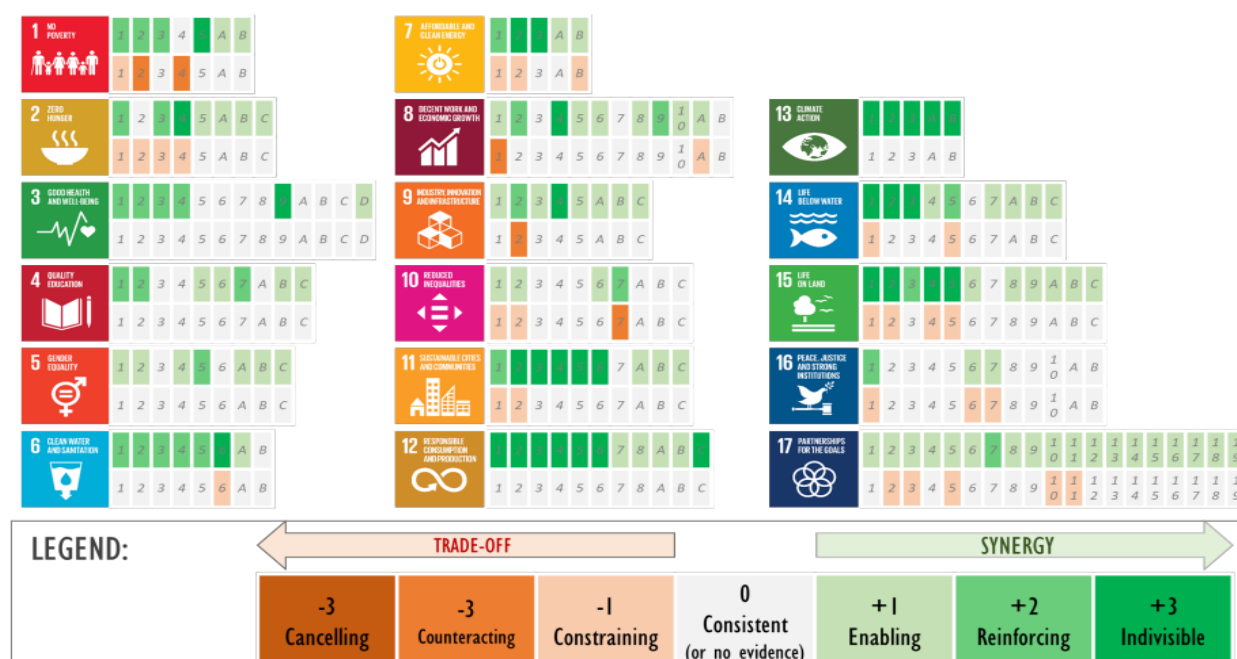 1 NO
POVERTY
1 2 3 4 5 A B
1 2 3 4 5 A B
2 ZERO
HUNGER
1 2 3 4 5 A B C
1 2 3 4 5 A B C
3 GOOD HEALTH
AND WELL-BEING
1 2 3 4 5 6 7 8 9 A B C D
1 2 3 4 5 6 7 8 9 A B C D
4 QUALITY
EDUCATION
1 2 3 4 5 6 7 A B C
1 2 3 4 5 6 7 A B C
5 GENDER
EQUALITY
1 2 3 4 5 6 A B C
1 2 3 4 5 6 A B C
6 CLEAN WATER
AND SANITATION
1 2 3 4 5 6 A B
1 2 3 4 5 6 A B
7 AFFORDABLE AND
CLEAN ENERGY
1 2 3 A B
1 2 3 A B
8 DECENT WORK AND
ECONOMIC GROWTH
1 2 3 4 5 6 7 8 9 10 A B
1 2 3 4 5 6 7 8 9 10 A B
9 INDUSTRY, INNOVATION
AND INFRASTRUCTURE
1 2 3 4 5 A B C
1 2 3 4 5 A B C
10 REDUCED
INEQUALITIES
1 2 3 4 5 6 7 A B C
1 2 3 4 5 6 7 A B C
11 SUSTAINABLE CITIES
AND COMMUNITIES
1 2 3 4 5 6 7 A B C
1 2 3 4 5 6 7 A B C
12 RESPONSIBLE
CONSUMPTION
AND PRODUCTION
1 2 3 4 5 6 7 8 A B C
1 2 3 4 5 6 7 8 A B C
13 CLIMATE
ACTION
1 2 3 A B
1 2 3 A B
14 LIFE
BELOW WATER
1 2 3 4 5 6 7 A B C
1 2 3 4 5 6 7 A B C
15 LIFE
ON LAND
1 2 3 4 5 6 7 8 9 A B C
1 2 3 4 5 6 7 8 9 A B C
16 PEACE, JUSTICE
AND STRONG
INSTITUTIONS
1 2 3 4 5 6 7 8 9 10 A B
1 2 3 4 5 6 7 8 9 10 A B
17 PARTNERSHIPS
FOR THE GOALS
1 2 3 4 5 6 7 8 9 10 11 12 13 14 15 16 17 18 19
1 2 3 4 5 6 7 8 9 10 11 12 13 14 15 16 17 18 19
LEGEND:
TRADE-OFF
SYNERGY
-3
Cancelling
-3
Counteracting
-1
Constraining
0
Consistent
(or no evidence)
+1
Enabling
+2
Reinforcing
+3
Indivisible